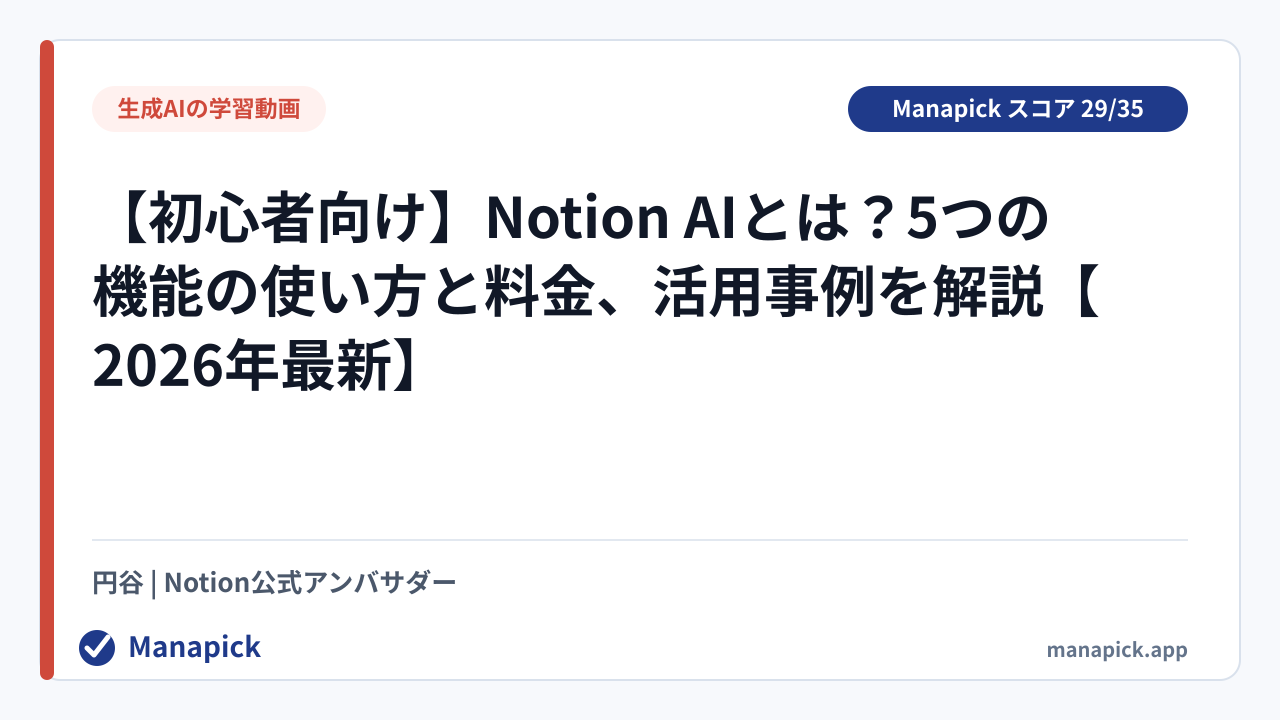 生成AIの学習動画
Manapick スコア 29/35
【初心者向け】Notion AIとは？5つの
機能の使い方と料金、活用事例を解説【
2026年最新】
円谷 | Notion公式アンバサダー
Manapick
manapick.app